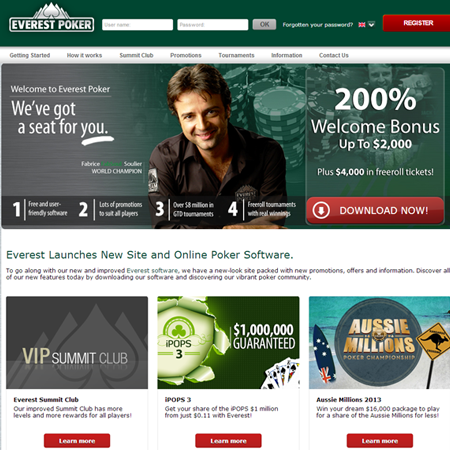 EVEREST POKER
User name
Password
OK
Forgotten your password?
REGISTER
Getting Started
How it works
Summit Club
Promotions
Tournaments
Information
Contact Us
Welcome to Everest Poker
We've got
a seat for you.
Fabrice Soulier
WORLD CHAMPION
200%
Welcome Bonus
Up To $2,000
Plus $4,000 in freeroll tickets!
1 Free and user-friendly software
2 Lots of promotions to suit all players
3 Over $8 million in GTD tournaments
4 Freeroll tournaments with real winnings
DOWNLOAD NOW!
Everest Launches New Site and Online Poker Software.
To go along with our new and improved Everest software, we have a new-look site packed with new promotions, offers and information. Discover all
of our new features today by downloading our software and discovering our vibrant poker community.
VIP SUMMIT CLUB
iPOPS
3
$1,000,000
GUARANTEED
AUSSIE
MILLIONS
POKER CHAMPIONSHIP
Everest Summit Club
Our improved Summit Club has more
levels and more rewards for all players!
Learn more
iPOPS 3
Get your share of the iPOPS $1 million
from just $0.11 with Everest!
Learn more
Aussie Millions 2013
Win your dream $16,000 package to play
for a share of the Aussie Millions for less!
Learn more